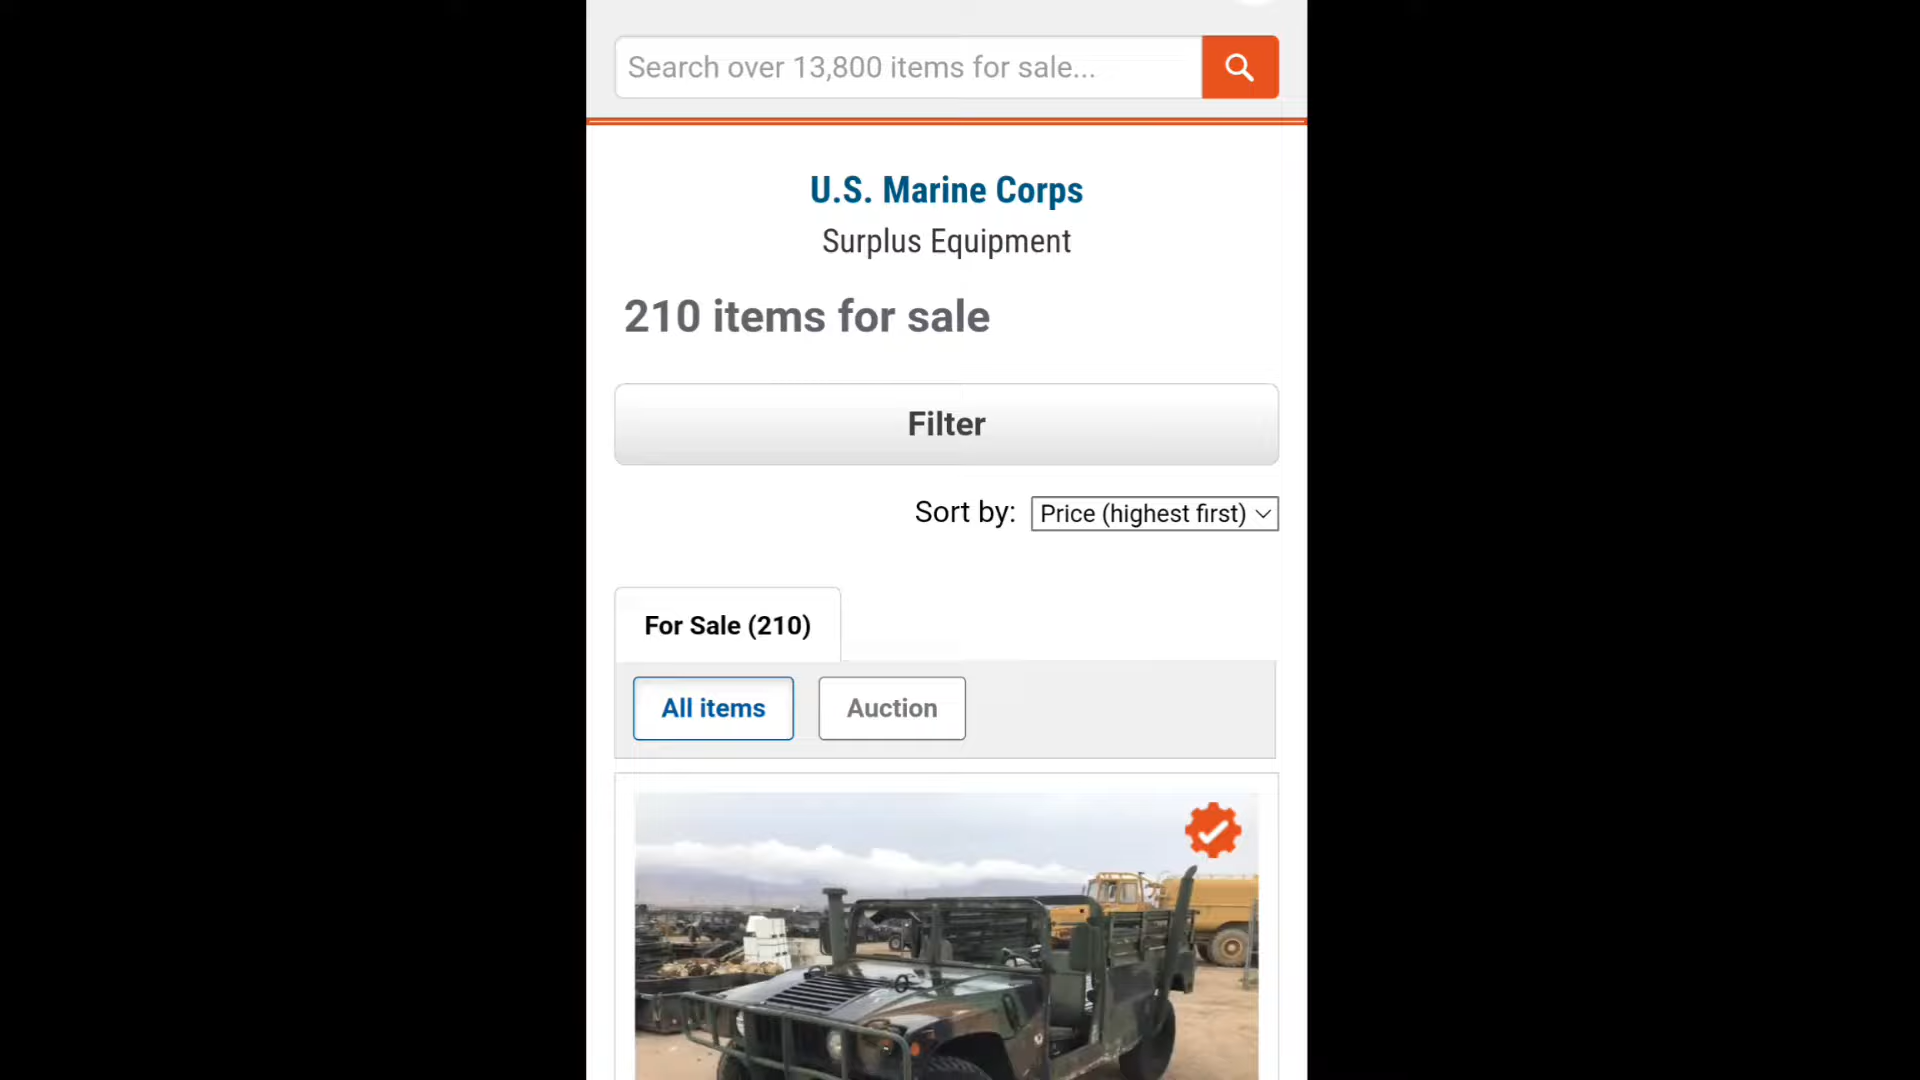 Search over 13,800 items for sale...
U.S. Marine Corps
Surplus Equipment
210 items for sale
Filter
Sort by: Price (highest first)
For Sale (210)
All items Auction